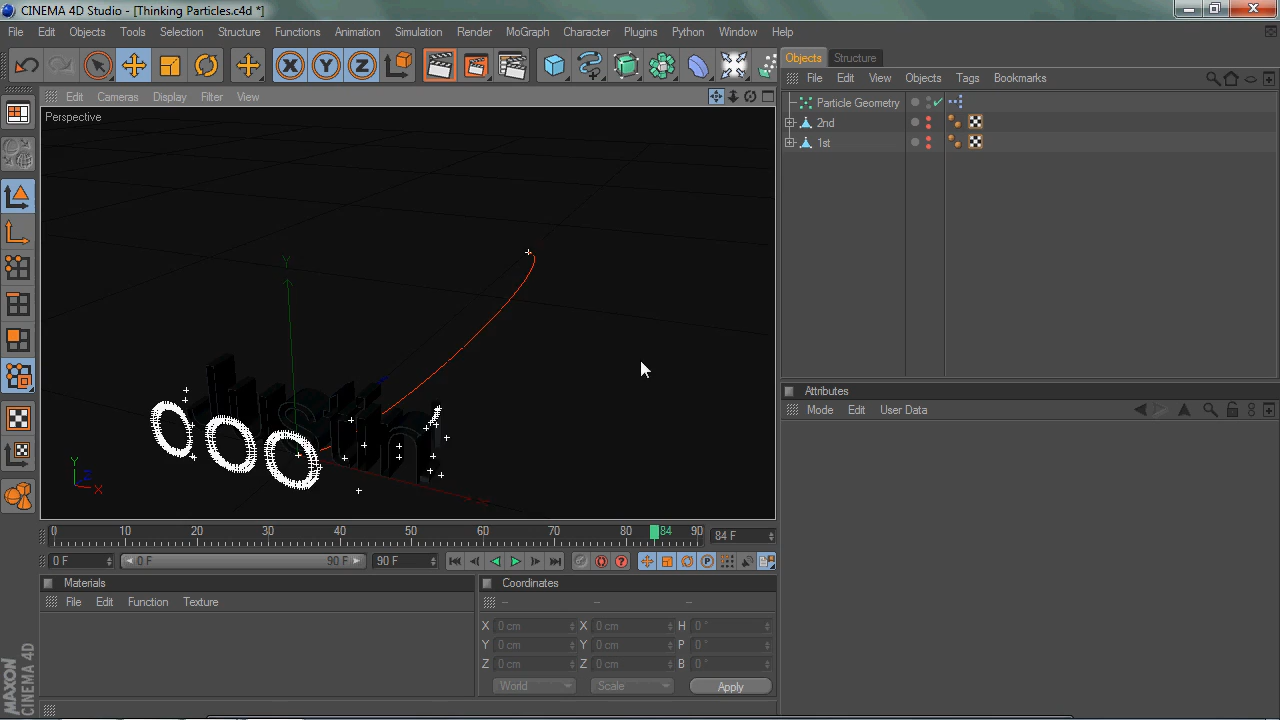 CINEMA 4D Studio - [Thinking Particles.c4d *]
File Edit Objects Tools Selection Structure Functions Animation Simulation Render MoGraph Character Plugins Python Window Help
X Y Z
Objects Structure
File Edit View Objects Tags Bookmarks
Edit Cameras Display Filter View
Perspective
Particle Geometry
2nd
1st
Y
Y
Z
X
X
Attributes
Mode Edit User Data
0 10 20 30 40 50 60 70 80 84 90
84 F
0 F
0 F
90 F
90 F
P
Materials
File Edit Function Texture
Coordinates
-- -- --
X 0 cm X 0 cm H 0 °
Y 0 cm Y 0 cm P 0 °
Z 0 cm Z 0 cm B 0 °
World Scale Apply
MAXON
CINEMA 4D